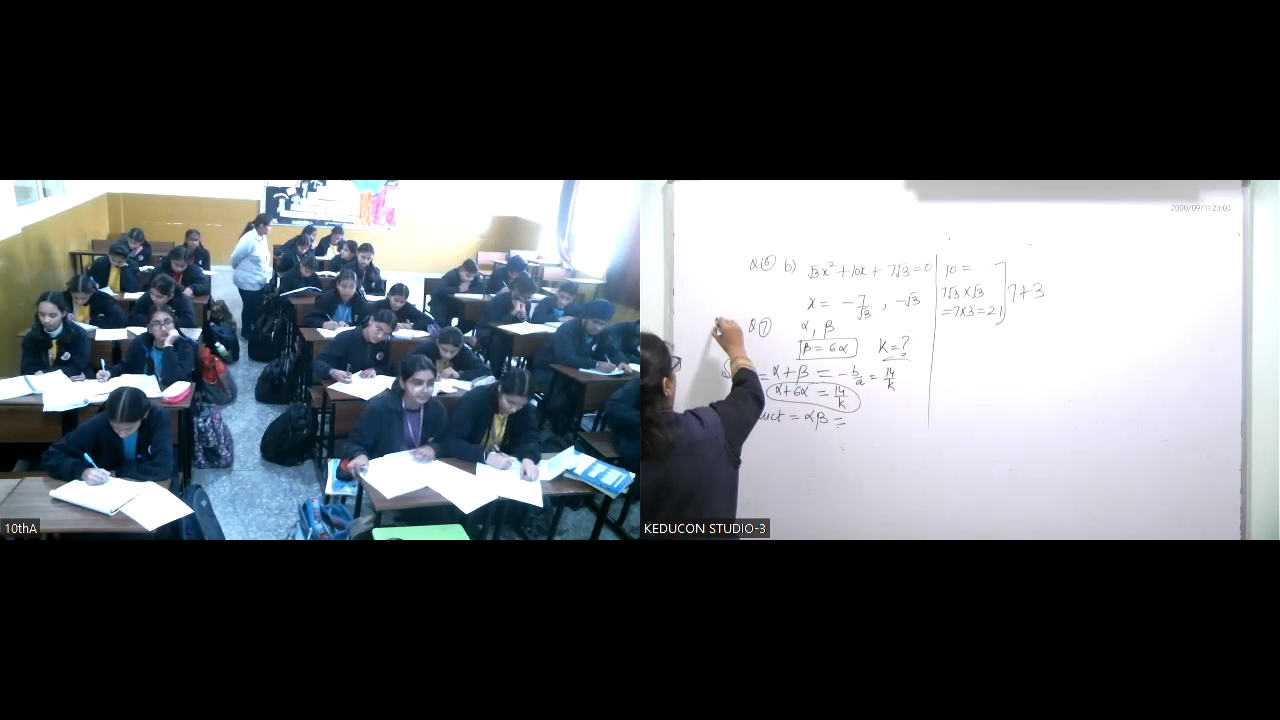 2000/09/11 23:03
Q⑥ b) √3x² + 10x + 7√3 = 0
x = -7/√3 , -√3
10 =
7√3 × √3
= 7×3 = 21
7+3
Q⑦ α, β
β = 6α K = ?
= α + β = -b/a = 14/k
α + 6α = 14/k
uct = αβ =
10thA
KEDUCON STUDIO-3